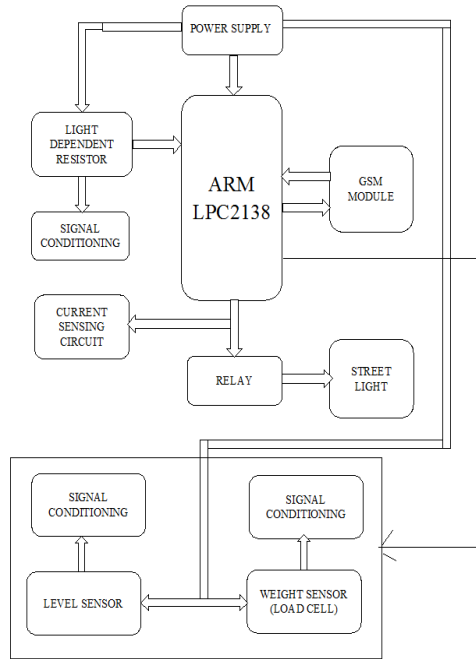 POWER SUPPLY
LIGHT
DEPENDENT
RESISTOR
ARM
LPC2138
GSM
MODULE
SIGNAL
CONDITIONING
CURRENT
SENSING
CIRCUIT
RELAY
STREET
LIGHT
SIGNAL
CONDITIONING
SIGNAL
CONDITIONING
LEVEL SENSOR
WEIGHT SENSOR
(LOAD CELL)